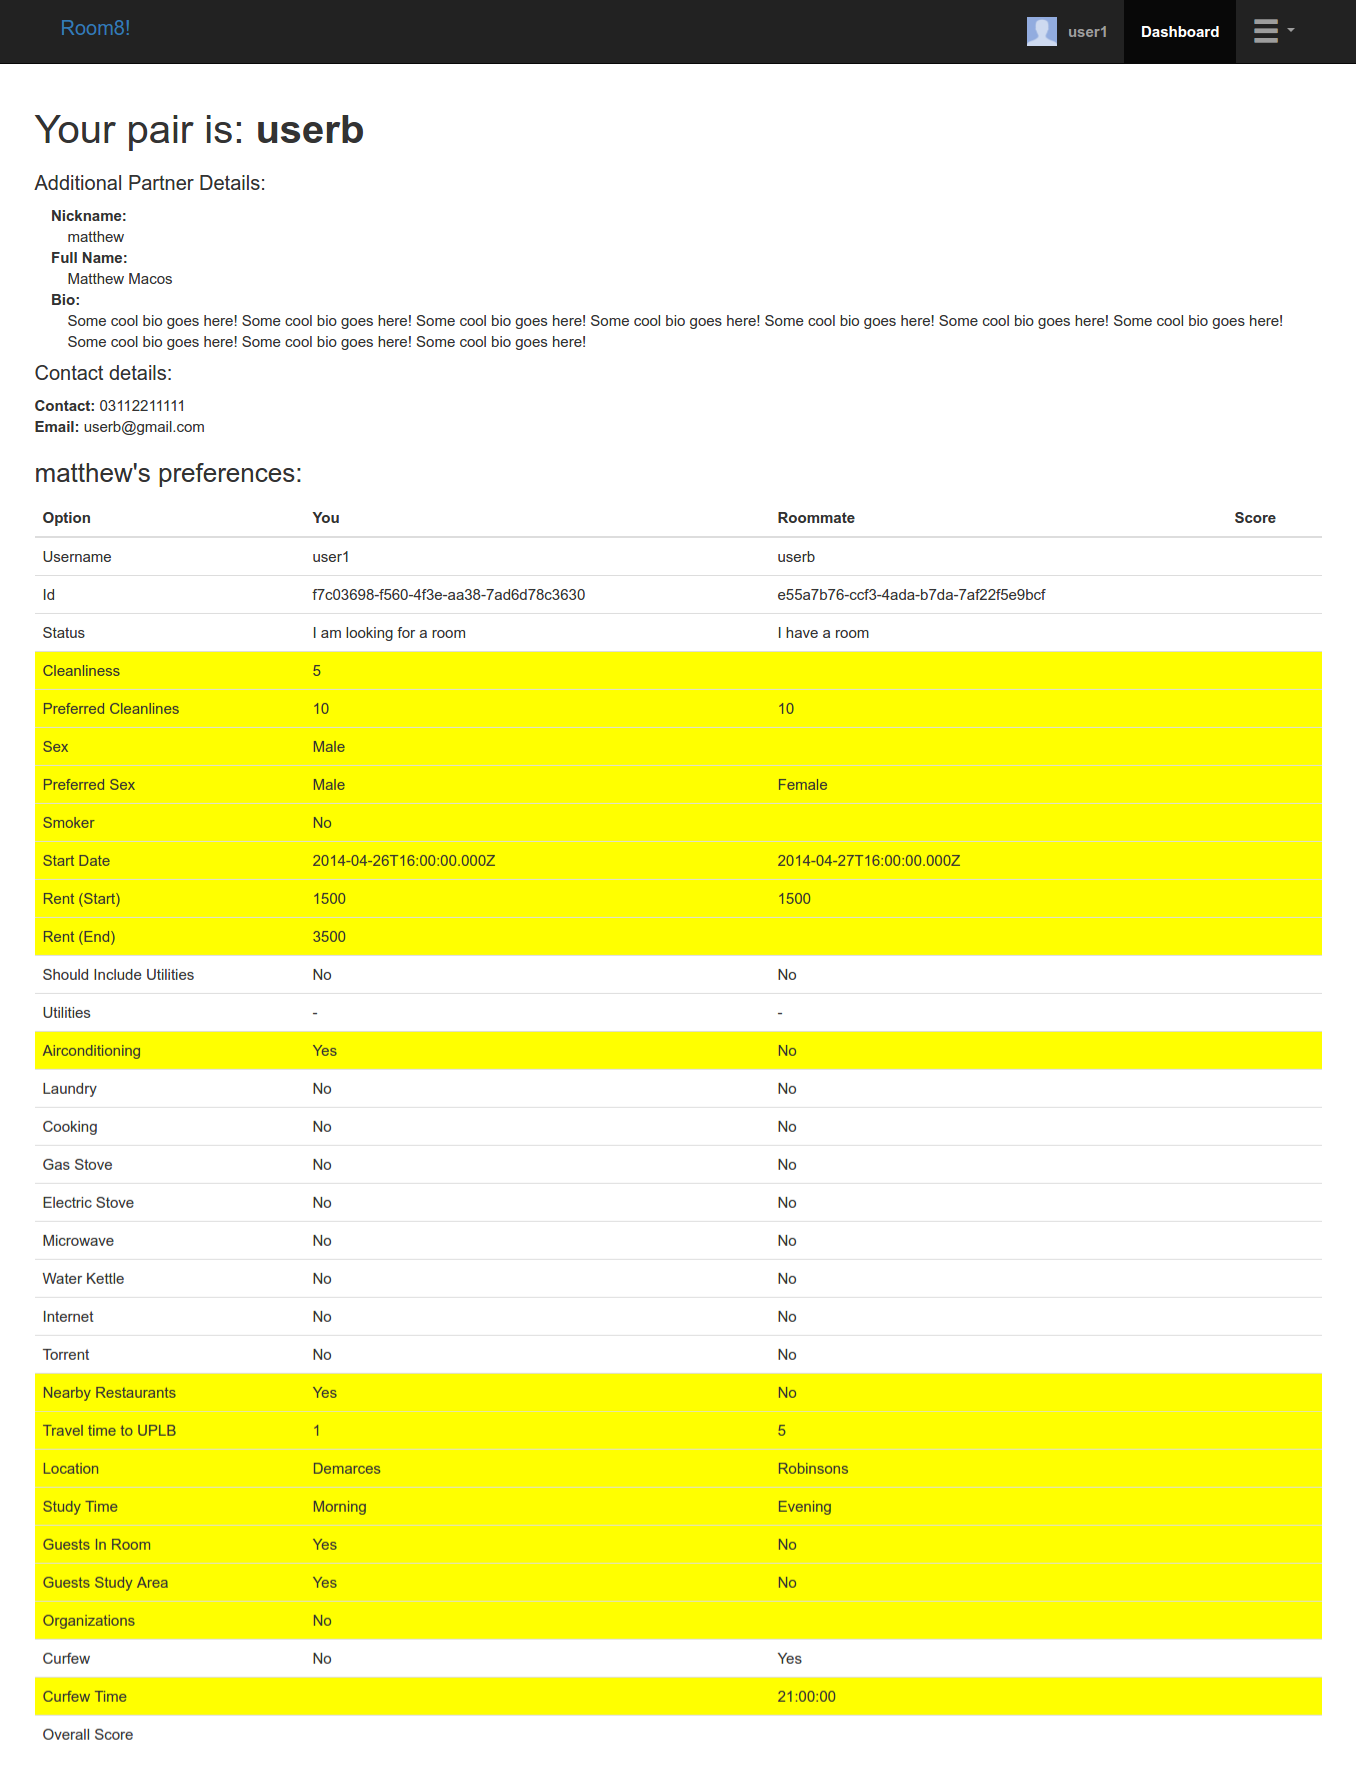 Room8!
user1 Dashboard
Your pair is: userb
Additional Partner Details:
Nickname:
matthew
Full Name:
Matthew Macos
Bio:
Some cool bio goes here! Some cool bio goes here! Some cool bio goes here! Some cool bio goes here! Some cool bio goes here! Some cool bio goes here! Some cool bio goes here!
Some cool bio goes here! Some cool bio goes here! Some cool bio goes here!
Contact details:
Contact: 03112211111
Email: userb@gmail.com
matthew's preferences:
Option You Roommate Score
Username user1 userb
Id f7c03698-f560-4f3e-aa38-7ad6d78c3630 e55a7b76-ccf3-4ada-b7da-7af22f5e9bcf
Status I am looking for a room I have a room
Cleanliness 5
Preferred Cleanlines 10 10
Sex Male
Preferred Sex Male Female
Smoker No
Start Date 2014-04-26T16:00:00.000Z 2014-04-27T16:00:00.000Z
Rent (Start) 1500 1500
Rent (End) 3500
Should Include Utilities No No
Utilities - -
Airconditioning Yes No
Laundry No No
Cooking No No
Gas Stove No No
Electric Stove No No
Microwave No No
Water Kettle No No
Internet No No
Torrent No No
Nearby Restaurants Yes No
Travel time to UPLB 1 5
Location Demarces Robinsons
Study Time Morning Evening
Guests In Room Yes No
Guests Study Area Yes No
Organizations No
Curfew No Yes
Curfew Time 21:00:00
Overall Score